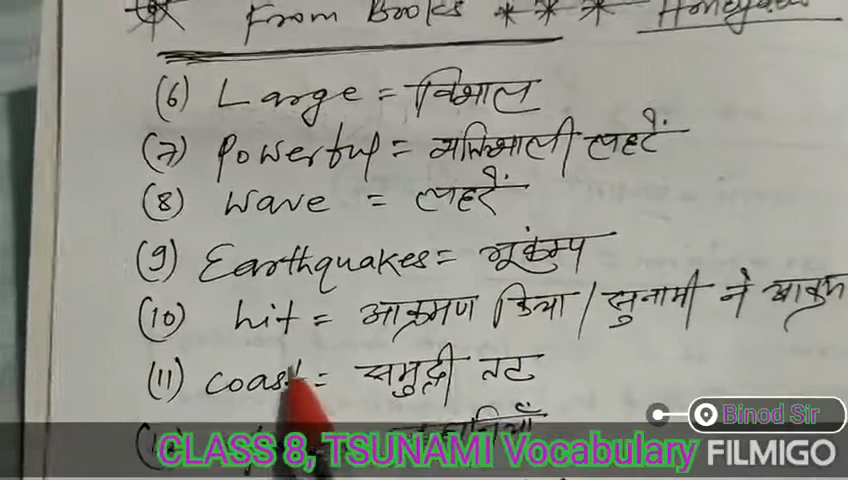 From Books * * * Honeydew
(6) Large = विशाल
(7) Powerful = शक्तिशाली लहरें
(8) wave = लहरें
(9) Earthquakes = भूकंम्प
(10) hit = आक्रमण किया / सुनामी ने
(11) coast = समुद्री तट
Binod Sir
CLASS 8, TSUNAMI Vocabulary FILMIGO